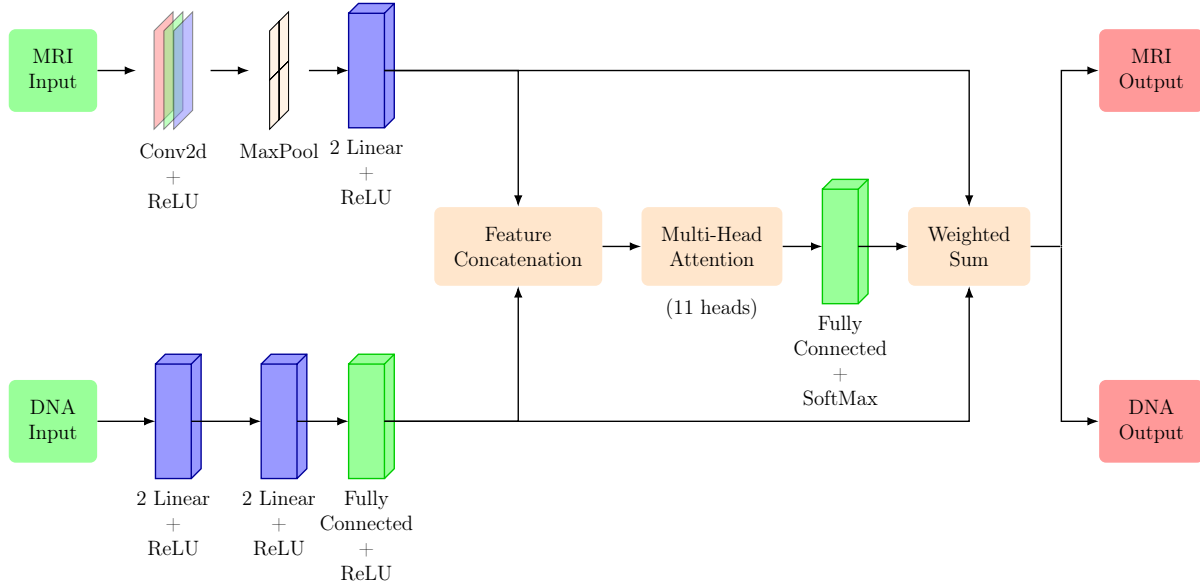 MRI
Input
Conv2d
+
ReLU
MaxPool
2 Linear
+
ReLU
MRI
Output
Feature
Concatenation
Multi-Head
Attention
(11 heads)
Fully
Connected
+
SoftMax
Weighted
Sum
DNA
Input
2 Linear
+
ReLU
2 Linear
+
ReLU
Fully
Connected
+
ReLU
DNA
Output